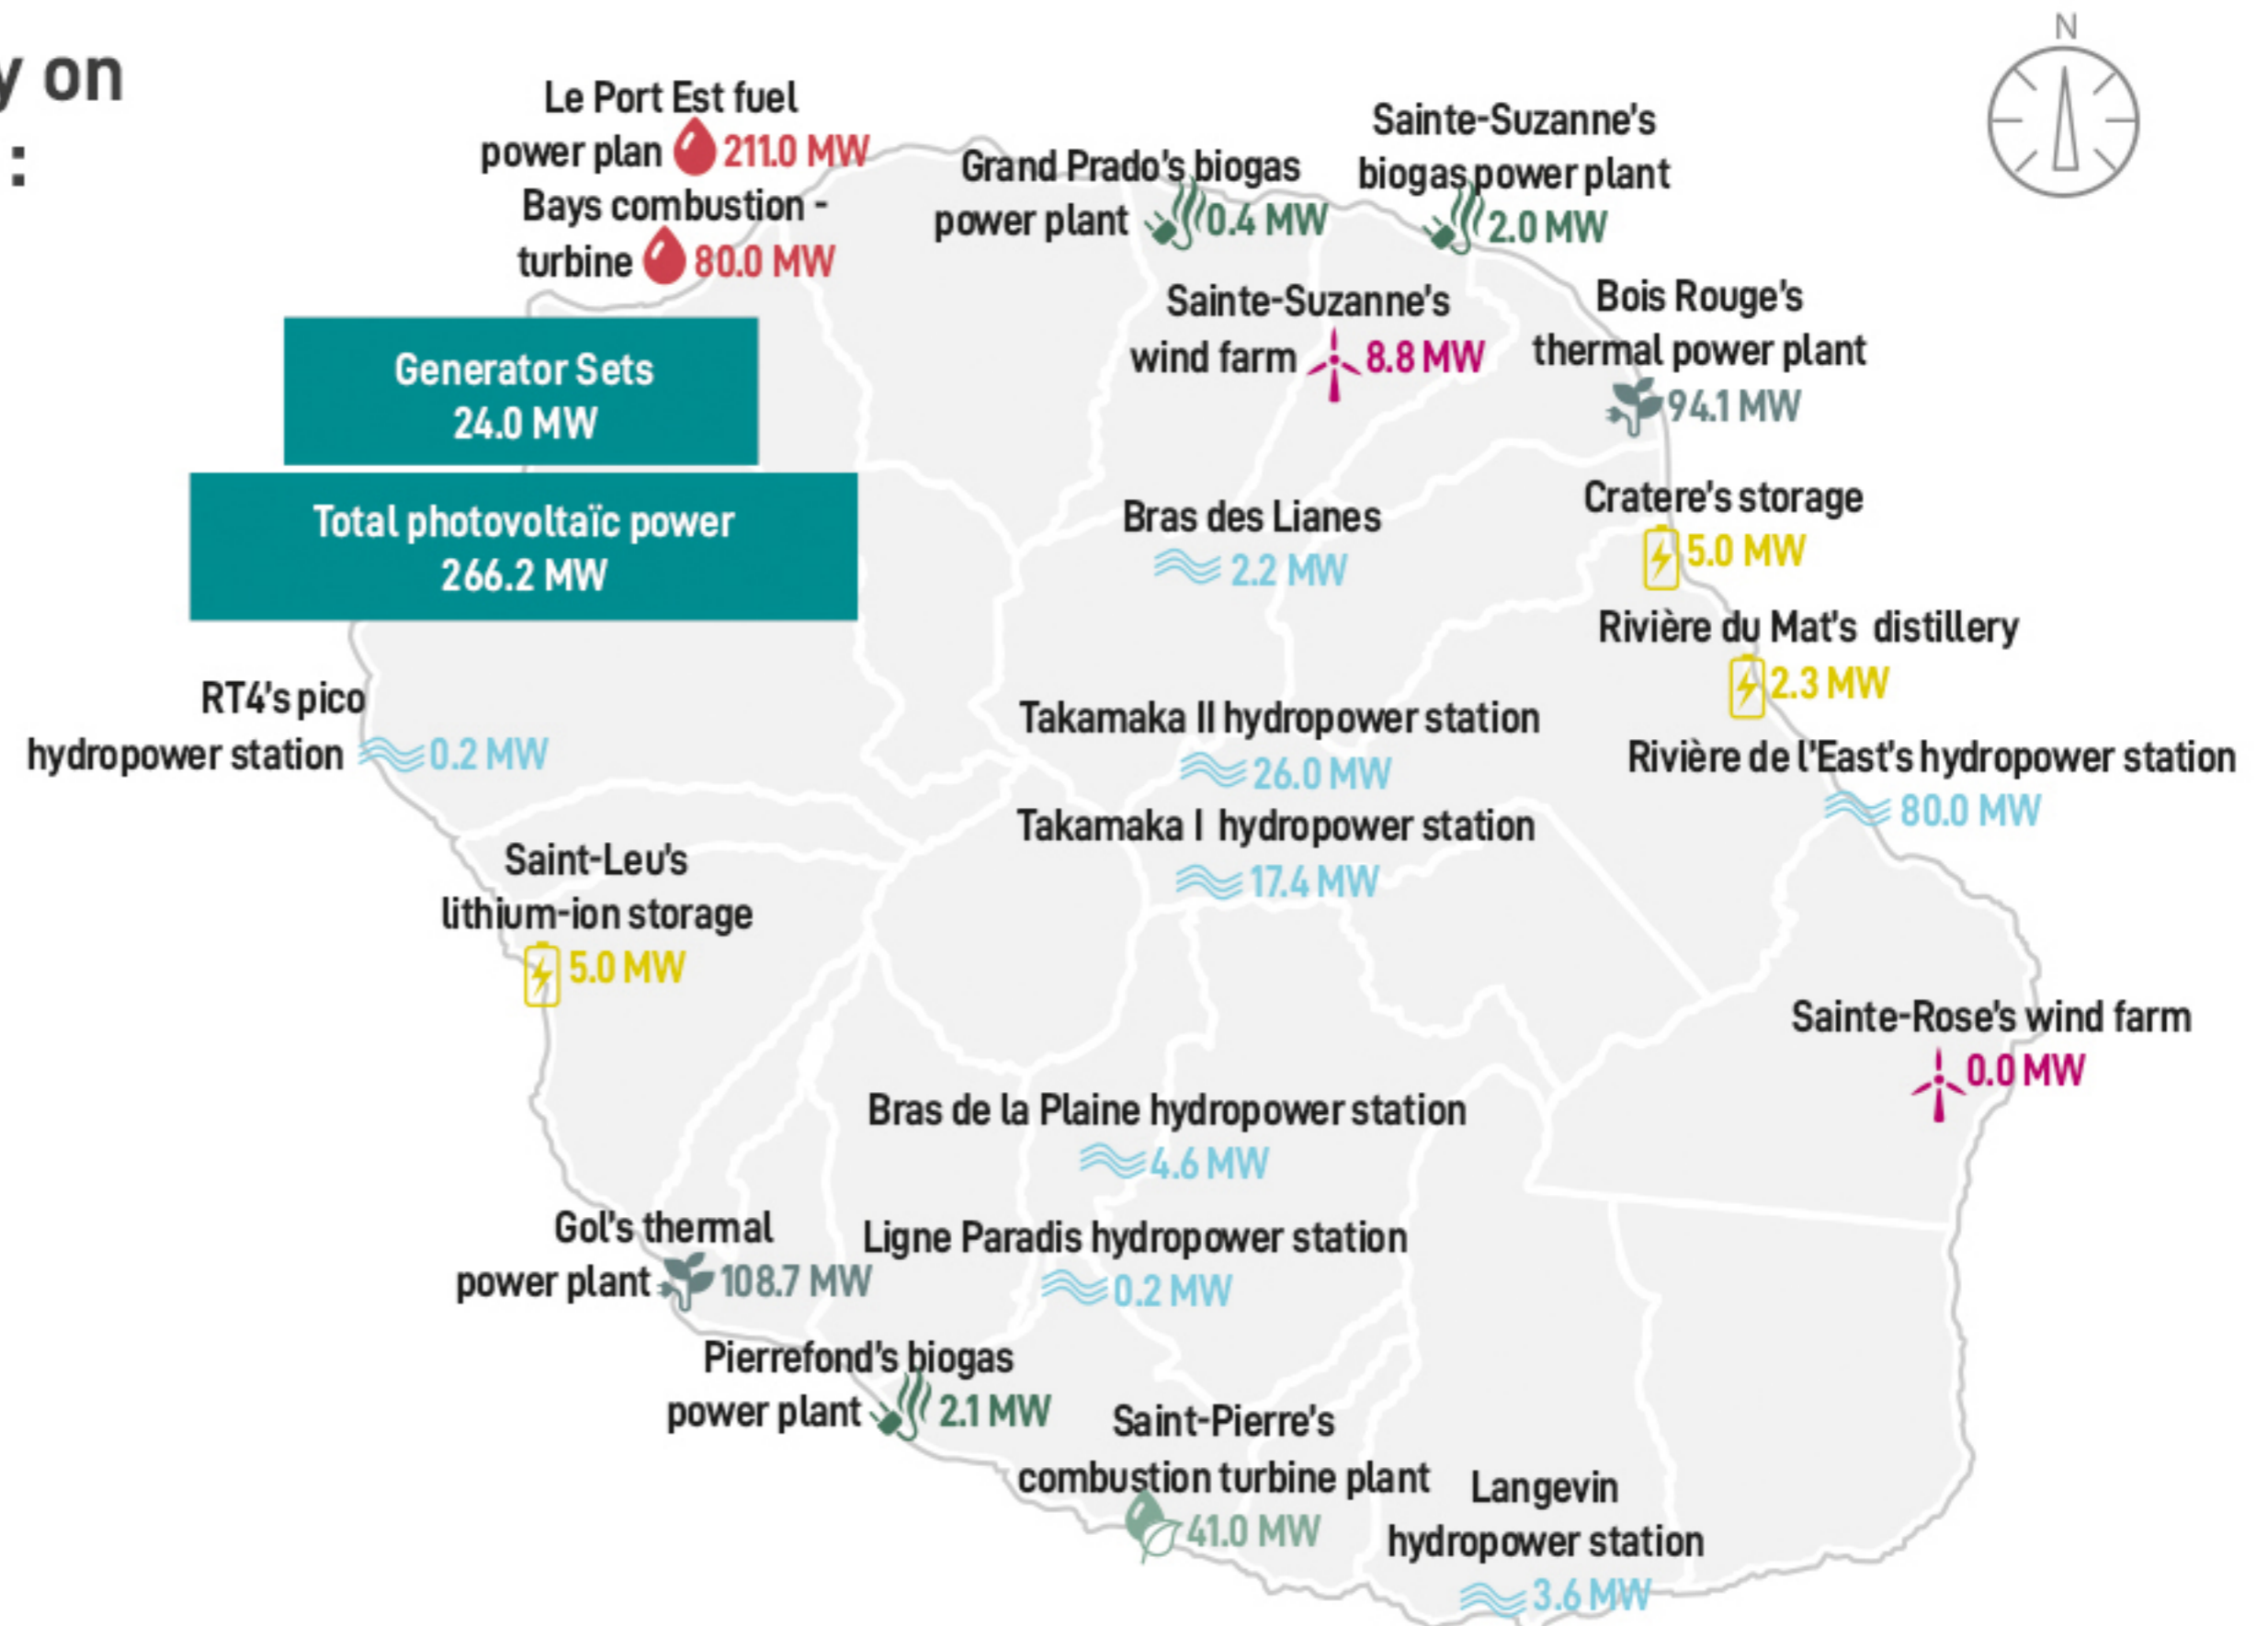 y on
:
N
Le Port Est fuel
power plan 211.0 MW
Bays combustion -
turbine 80.0 MW
Grand Prado's biogas
power plant 0.4 MW
Sainte-Suzanne's
biogas power plant
2.0 MW
Sainte-Suzanne's
wind farm 8.8 MW
Bois Rouge's
thermal power plant
94.1 MW
Generator Sets
24.0 MW
Total photovoltaïc power
266.2 MW
Bras des Lianes
2.2 MW
Cratere's storage
5.0 MW
Rivière du Mat's distillery
2.3 MW
RT4's pico
hydropower station 0.2 MW
Takamaka II hydropower station
26.0 MW
Rivière de l'East's hydropower station
80.0 MW
Takamaka I hydropower station
17.4 MW
Saint-Leu's
lithium-ion storage
5.0 MW
Sainte-Rose's wind farm
0.0 MW
Bras de la Plaine hydropower station
4.6 MW
Gol's thermal
power plant 108.7 MW
Ligne Paradis hydropower station
0.2 MW
Pierrefond's biogas
power plant 2.1 MW
Saint-Pierre's
combustion turbine plant
41.0 MW
Langevin
hydropower station
3.6 MW